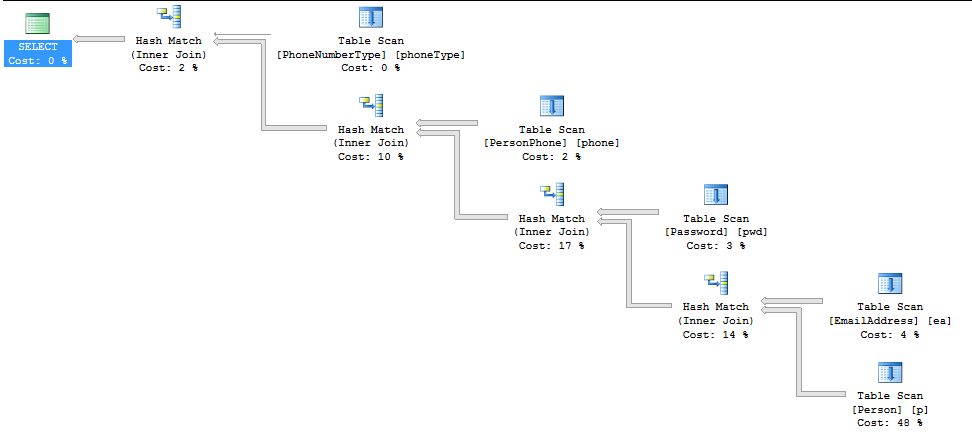 SELECT
Cost: 0 %
Hash Match
(Inner Join)
Cost: 2 %
Table Scan
[PhoneNumberType] [phoneType]
Cost: 0 %
Hash Match
(Inner Join)
Cost: 10 %
Table Scan
[PersonPhone] [phone]
Cost: 2 %
Hash Match
(Inner Join)
Cost: 17 %
Table Scan
[Password] [pwd]
Cost: 3 %
Hash Match
(Inner Join)
Cost: 14 %
Table Scan
[EmailAddress] [ea]
Cost: 4 %
Table Scan
[Person] [p]
Cost: 48 %